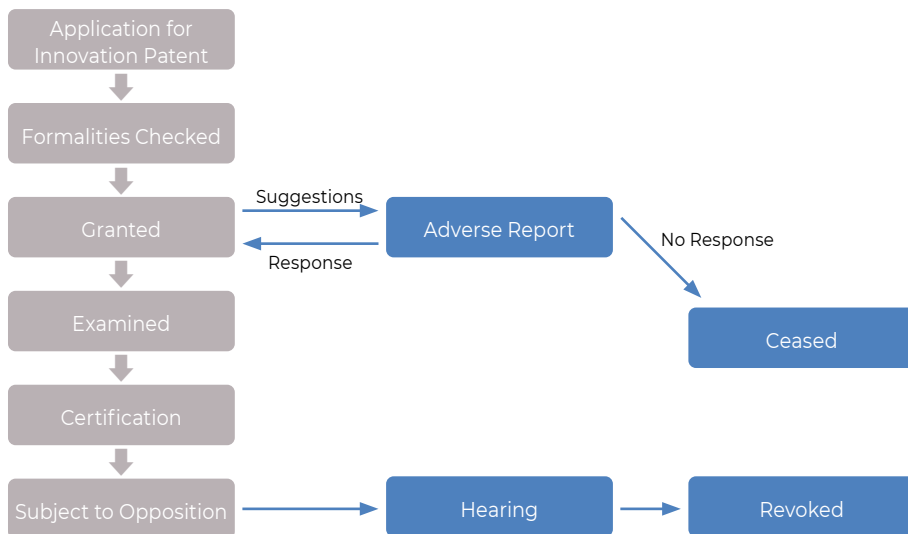 Application for
Innovation Patent
Formalities Checked
Suggestions
Granted
Adverse Report
No Response
Response
Examined
Ceased
Certification
Subject to Opposition
Hearing
Revoked